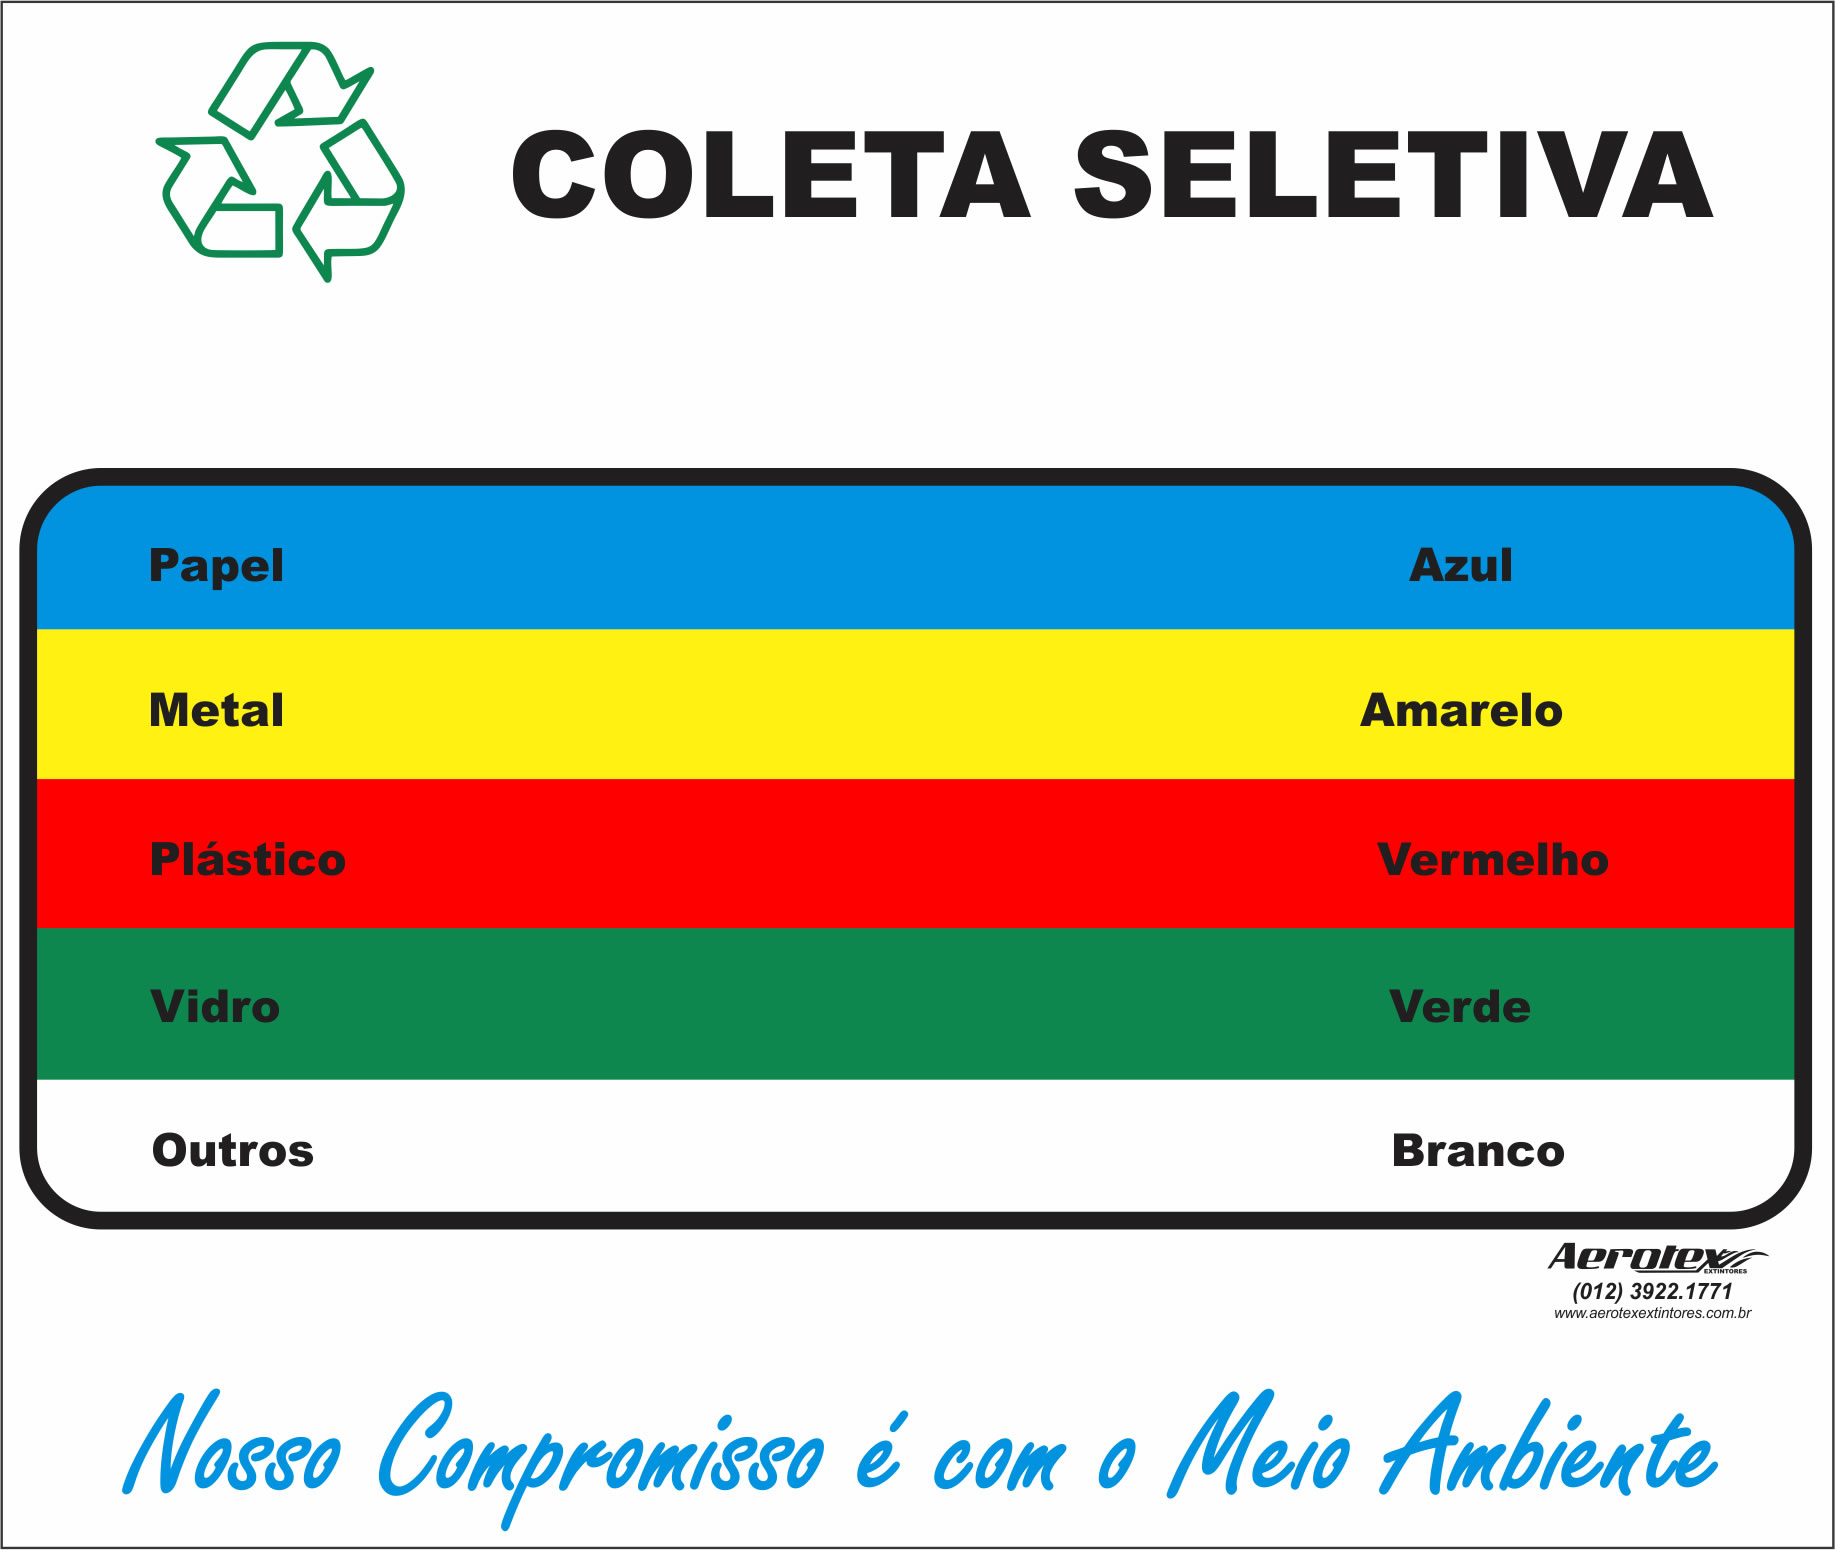 COLETA SELETIVA
Papel Azul
Metal Amarelo
Plástico Vermelho
Vidro Verde
Outros Branco
Aerotex
EXTINTORES
(012) 3922.1771
www.aerotexextintores.com.br
Nosso Compromisso é com o Meio Ambiente